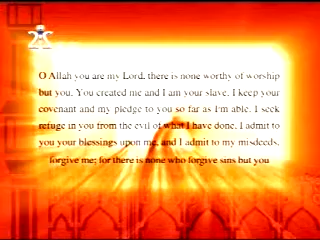 O Allah you are my Lord, there is none worthy of worship
but you. You created me and I am your slave. I keep your
covenant and my pledge to you so far as I'm able. I seek
refuge in you from the evil of what I have done. I admit to
you your blessings upon me, and I admit to my misdeeds.
forgive me; for there is none who forgive sins but you